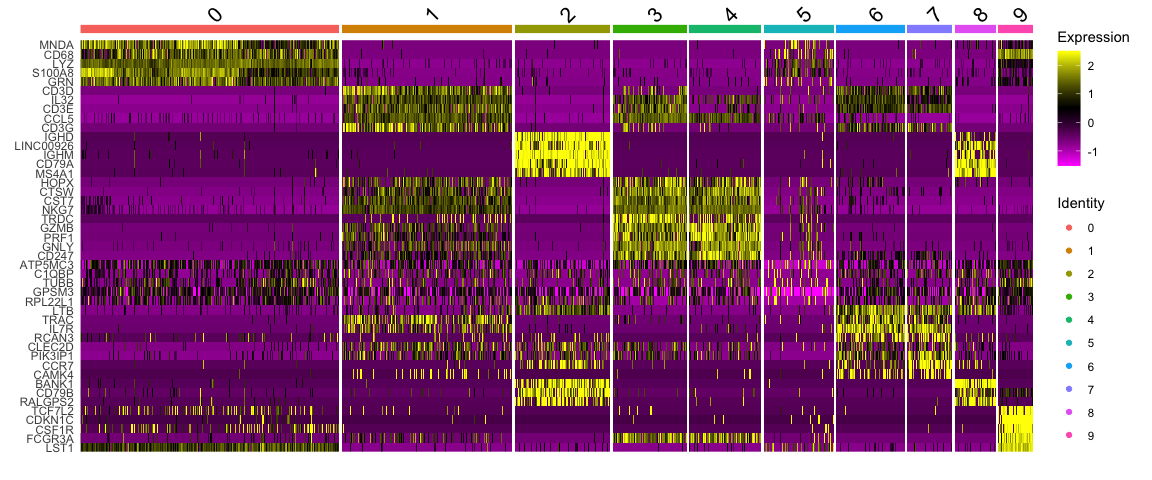 0 1 2 3 4 5 6 7 8 9
MNDA
CD68
LYZ
S100A8
GRN
CD3D
IL32
CD3E
CCL5
CD3G
IGHD
LINC00926
IGHM
CD79A
MS4A1
HOPX
CTSW
CST7
NKG7
TRDC
GZMB
PRF1
GNLY
CD247
ATP5MC3
C1QBP
TUBB
GPSM3
RPL22L1
LTB
TRAC
IL7R
RCAN3
CLEC2D
PIK3IP1
CCR7
CAMK4
BANK1
CD79B
RALGPS2
TCF7L2
CDKN1C
CSF1R
FCGR3A
LST1
Expression
2
1
0
-1
Identity
0
1
2
3
4
5
6
7
8
9